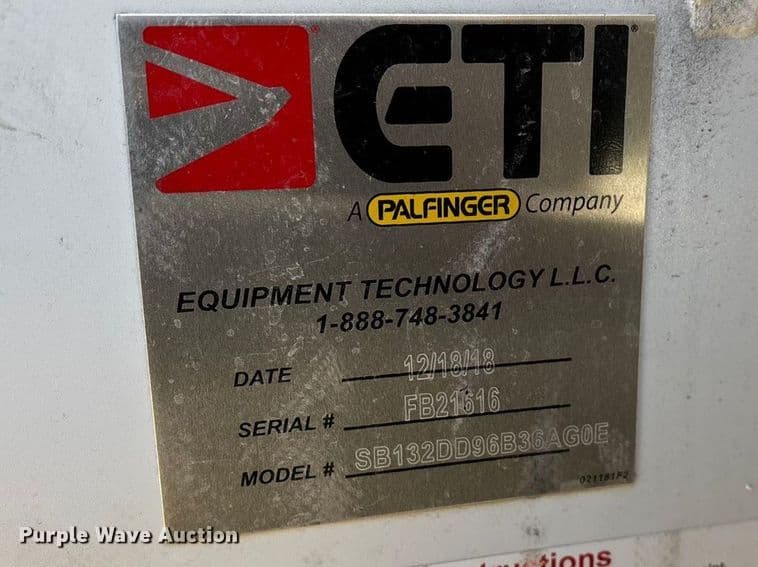 ETI
A PALFINGER Company
EQUIPMENT TECHNOLOGY L.L.C.
1-888-748-3841
DATE 12/18/18
SERIAL # FB21616
MODEL # SB132DD96B36AG0E
021181F2
Purple Wave Auction